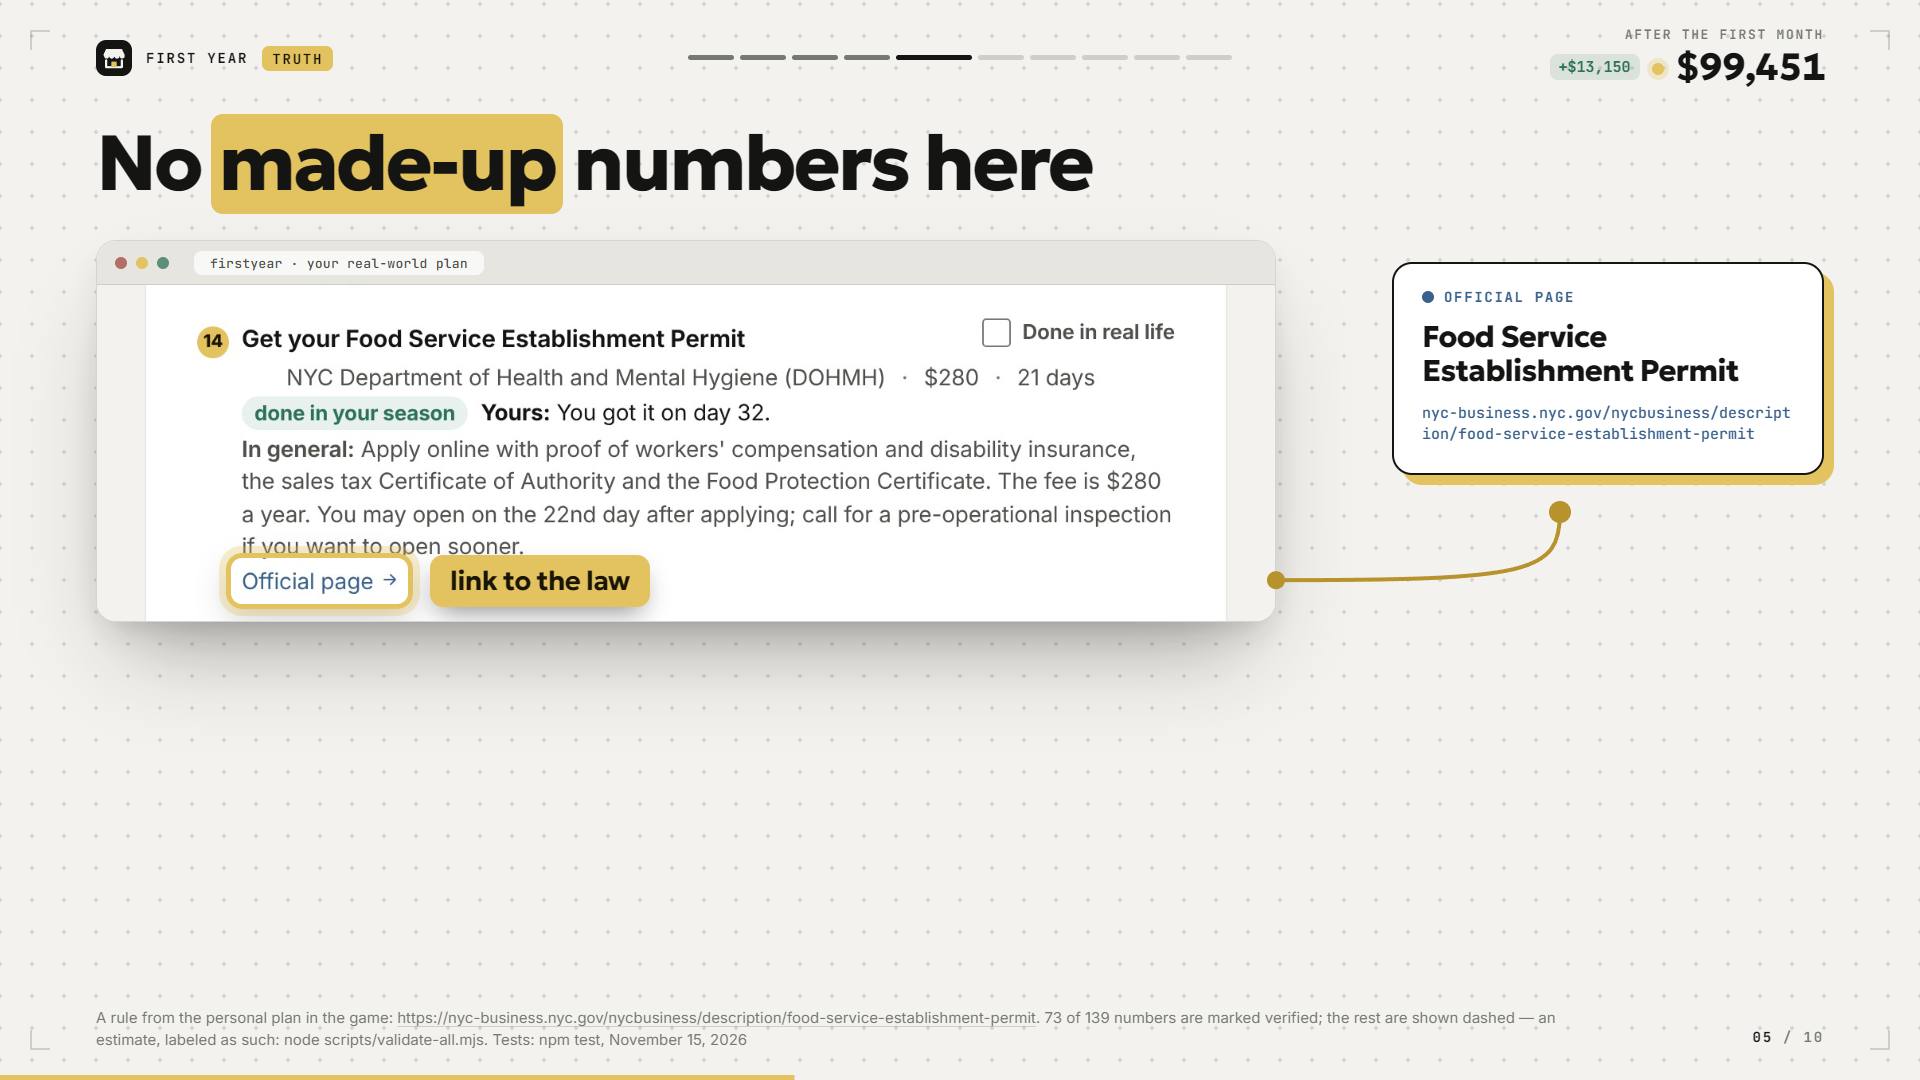 FIRST YEAR TRUTH
AFTER THE FIRST MONTH
+$13,150 $99,451
No made-up numbers here
firstyear · your real-world plan
14 Get your Food Service Establishment Permit
Done in real life
NYC Department of Health and Mental Hygiene (DOHMH) · $280 · 21 days
done in your season Yours: You got it on day 32.
In general: Apply online with proof of workers' compensation and disability insurance,
the sales tax Certificate of Authority and the Food Protection Certificate. The fee is $280
a year. You may open on the 22nd day after applying; call for a pre-operational inspection
if you want to open sooner.
Official page → link to the law
OFFICIAL PAGE
Food Service
Establishment Permit
nyc-business.nyc.gov/nycbusiness/descript
ion/food-service-establishment-permit
A rule from the personal plan in the game: https://nyc-business.nyc.gov/nycbusiness/description/food-service-establishment-permit. 73 of 139 numbers are marked verified; the rest are shown dashed — an
estimate, labeled as such: node scripts/validate-all.mjs. Tests: npm test, November 15, 2026
05 / 10